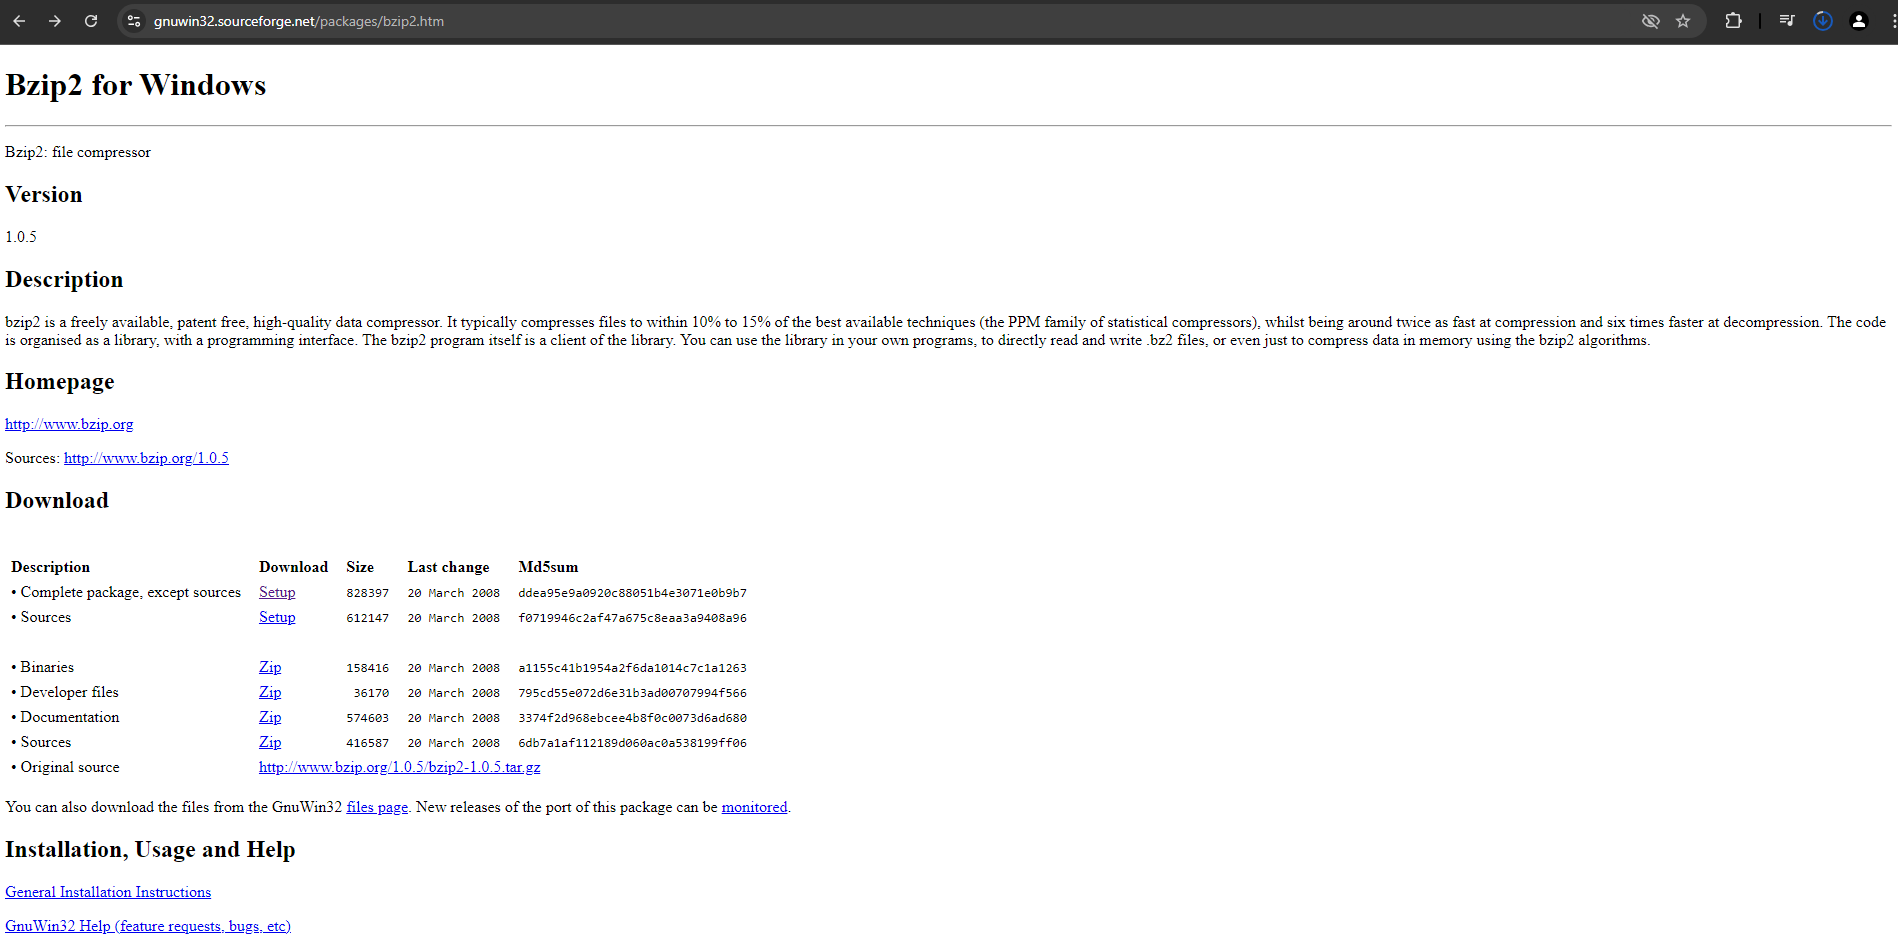 gnuwin32.sourceforge.net/packages/bzip2.htm
Bzip2 for Windows
Bzip2: file compressor
Version
1.0.5
Description
bzip2 is a freely available, patent free, high-quality data compressor. It typically compresses files to within 10% to 15% of the best available techniques (the PPM family of statistical compressors), whilst being around twice as fast at compression and six times faster at decompression. The code
is organised as a library, with a programming interface. The bzip2 program itself is a client of the library. You can use the library in your own programs, to directly read and write .bz2 files, or even just to compress data in memory using the bzip2 algorithms.
Homepage
http://www.bzip.org
Sources: http://www.bzip.org/1.0.5
Download
Description Download Size Last change Md5sum
• Complete package, except sources Setup 828397 20 March 2008 ddea95e9a0920c88051b4e3071e0b9b7
• Sources Setup 612147 20 March 2008 f0719946c2af47a675c8eaa3a9408a96
• Binaries Zip 158416 20 March 2008 a1155c41b1954a2f6da1014c7c1a1263
• Developer files Zip 36170 20 March 2008 795cd55e072d6e31b3ad00707994f566
• Documentation Zip 574603 20 March 2008 3374f2d968ebcee4b8f0c0073d6ad680
• Sources Zip 416587 20 March 2008 6db7a1af112189d060ac0a538199ff06
• Original source http://www.bzip.org/1.0.5/bzip2-1.0.5.tar.gz
You can also download the files from the GnuWin32 files page. New releases of the port of this package can be monitored.
Installation, Usage and Help
General Installation Instructions
GnuWin32 Help (feature requests, bugs, etc)